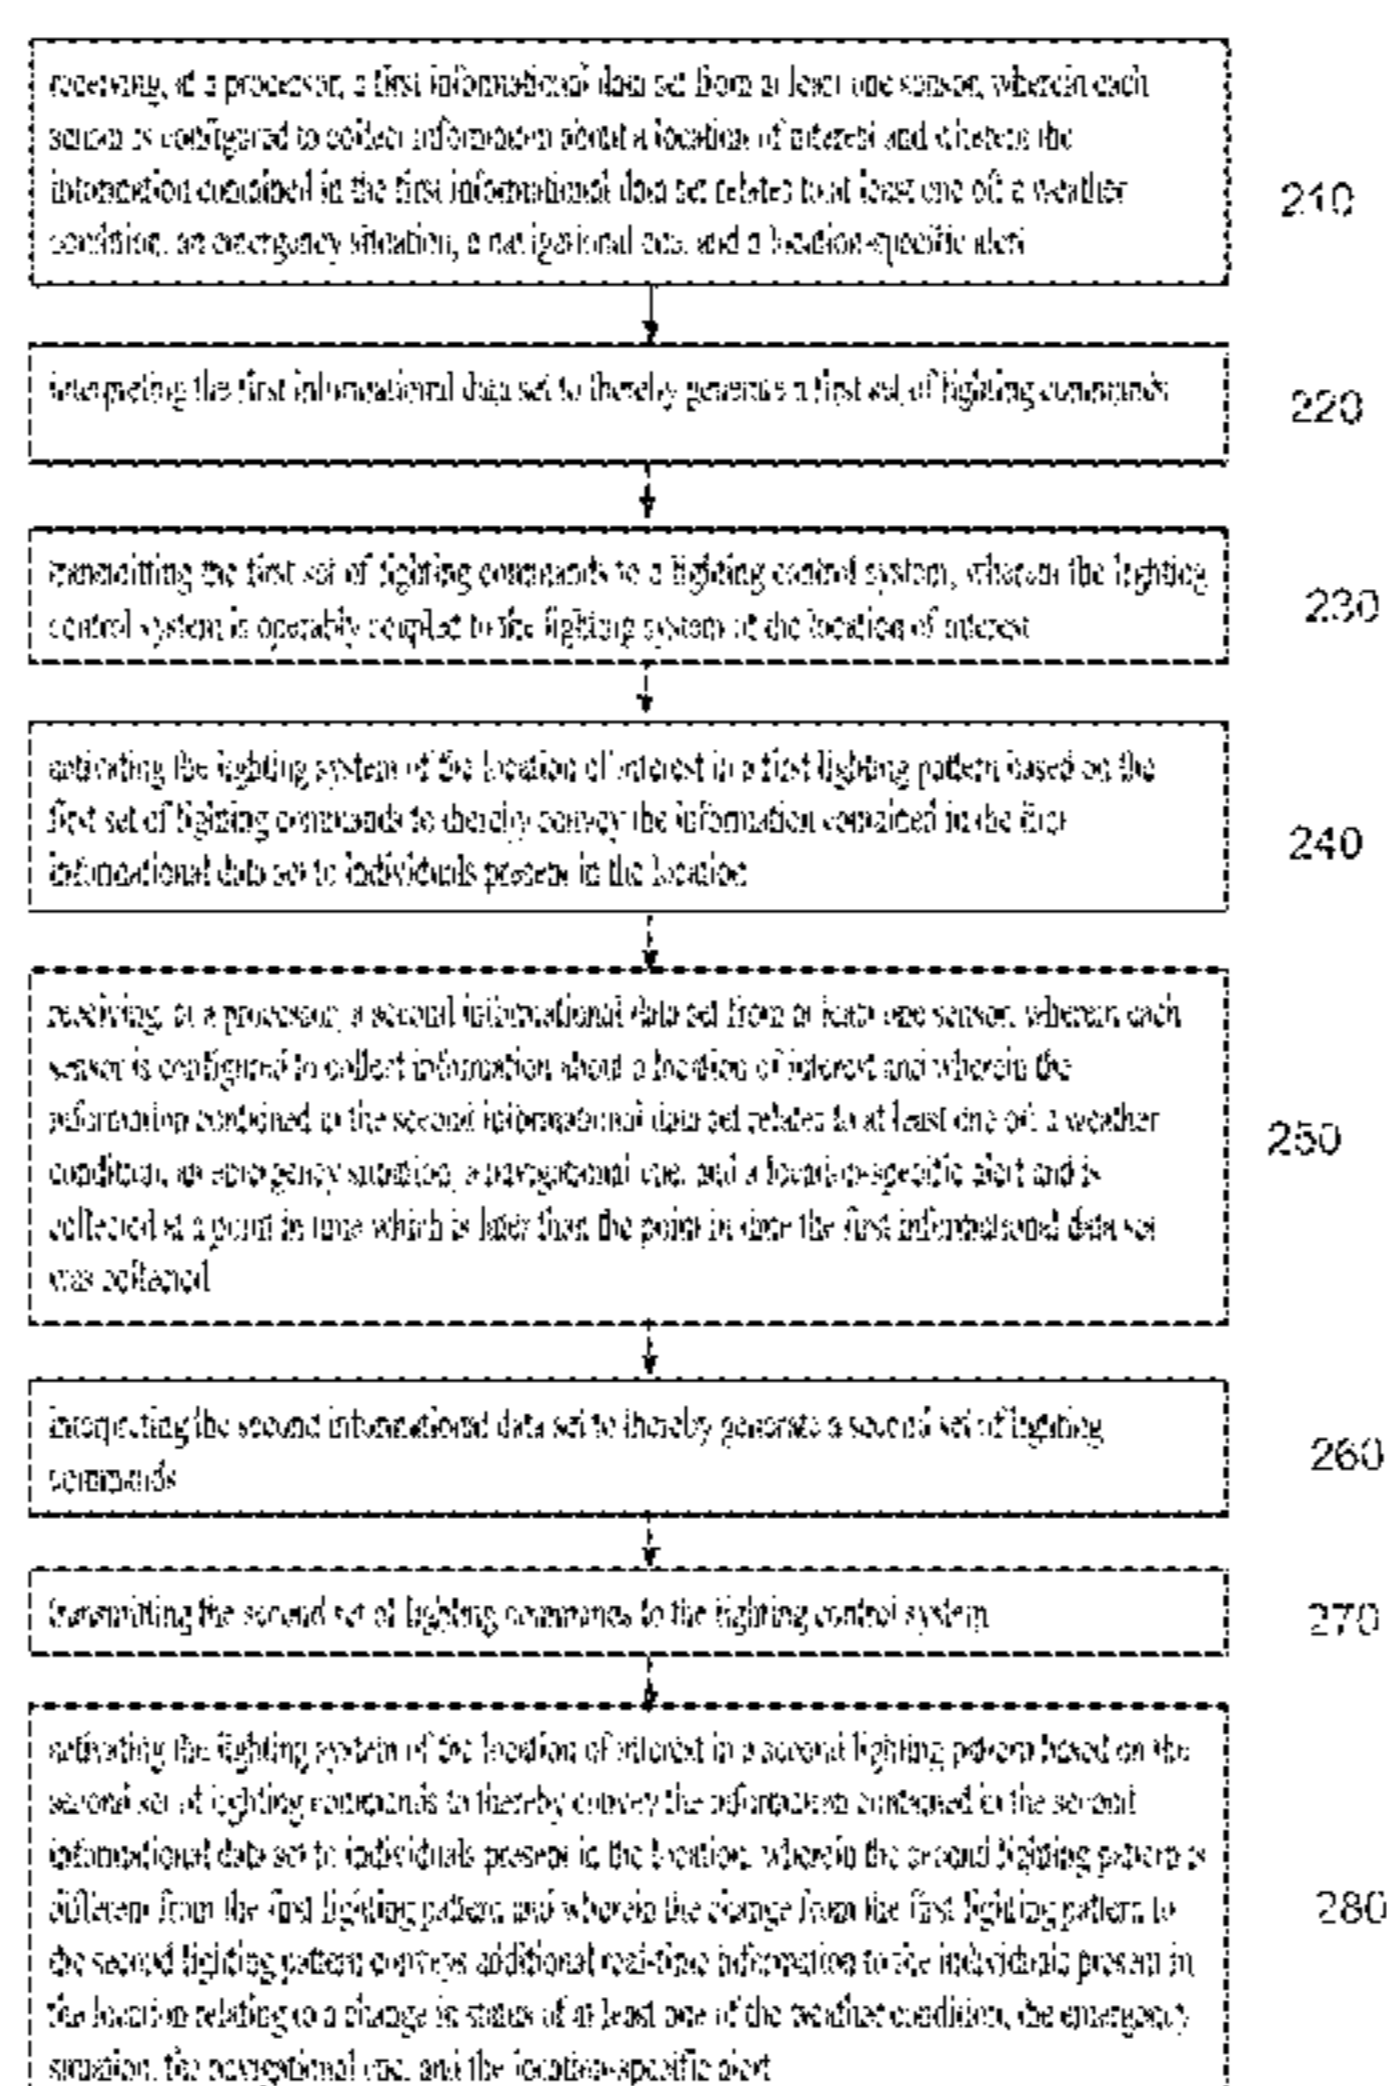 receiving, at a processor, a first informational data set from at least one sensor, wherein each
sensor is configured to collect information about a location of interest and wherein the
information contained in the first informational data set relates to at least one of: a weather
condition, an emergency situation, a navigational cue, and a location-specific alert
210
interpreting the first informational data set to thereby generate a first set of lighting commands
220
transmitting the first set of lighting commands to a lighting control system, wherein the lighting
control system is operably coupled to the lighting system of the location of interest
230
activating the lighting system of the location of interest in a first lighting pattern based on the
first set of lighting commands to thereby convey the information contained in the first
informational data set to individuals present in the location
240
receiving, at a processor, a second informational data set from at least one sensor, wherein each
sensor is configured to collect information about a location of interest and wherein the
information contained in the second informational data set relates to at least one of: a weather
condition, an emergency situation, a navigational cue, and a location-specific alert and is
collected at a point in time which is later than the point in time the first informational data set
was collected
250
interpreting the second informational data set to thereby generate a second set of lighting
commands
260
transmitting the second set of lighting commands to the lighting control system
270
activating the lighting system of the location of interest in a second lighting pattern based on the
second set of lighting commands to thereby convey the information contained in the second
informational data set to individuals present in the location, wherein the second lighting pattern is
different from the first lighting pattern and wherein the change from the first lighting pattern to
the second lighting pattern conveys additional real-time information to the individuals present in
the location relating to a change in status of at least one of the weather condition, the emergency
situation, the navigational cue, and the location-specific alert
280